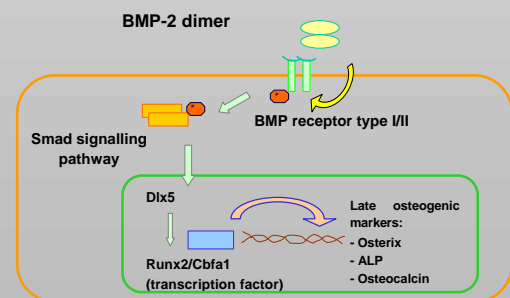 BMP-2 dimer
BMP receptor type I/II
Smad signalling
pathway
Dlx5
Runx2/Cbfa1
(transcription factor)
Late osteogenic
markers:
- Osterix
- ALP
- Osteocalcin